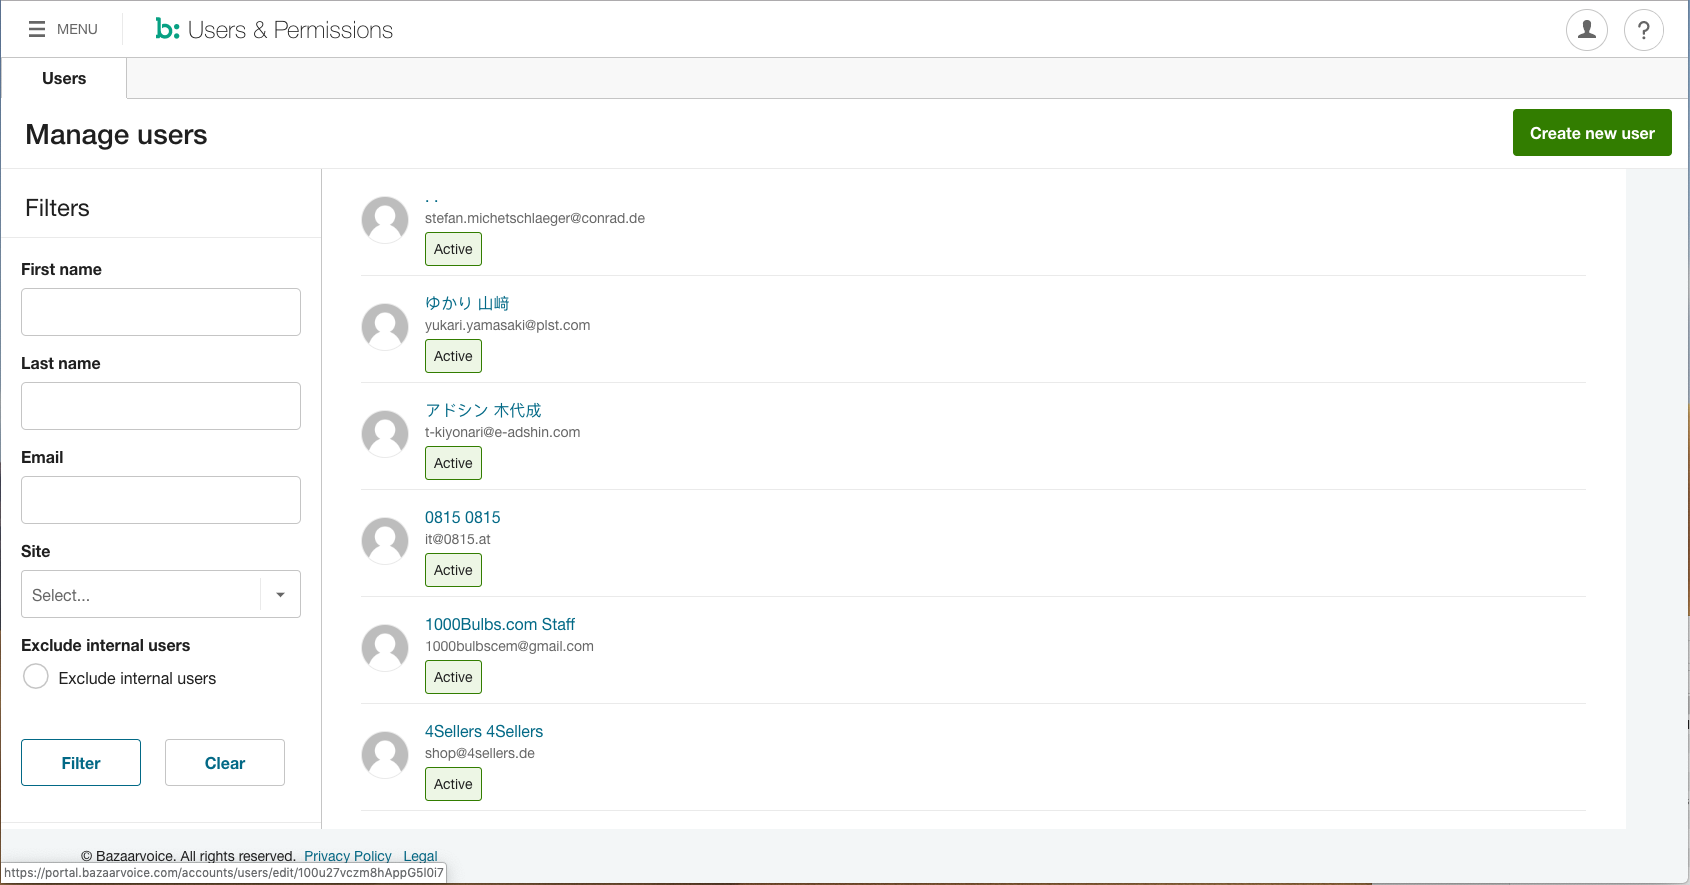 MENU
b: Users & Permissions
?
Users
Manage users
Create new user
Filters
First name
Last name
Email
Site
Select...
Exclude internal users
Exclude internal users
Filter
Clear
. .
stefan.michetschlaeger@conrad.de
Active
ゆかり 山﨑
yukari.yamasaki@plst.com
Active
アドシン 木代成
t-kiyonari@e-adshin.com
Active
0815 0815
it@0815.at
Active
1000Bulbs.com Staff
1000bulbscem@gmail.com
Active
4Sellers 4Sellers
shop@4sellers.de
Active
© Bazaarvoice. All rights reserved. Privacy Policy Legal
https://portal.bazaarvoice.com/accounts/users/edit/100u27vczm8hAppG5l0i7